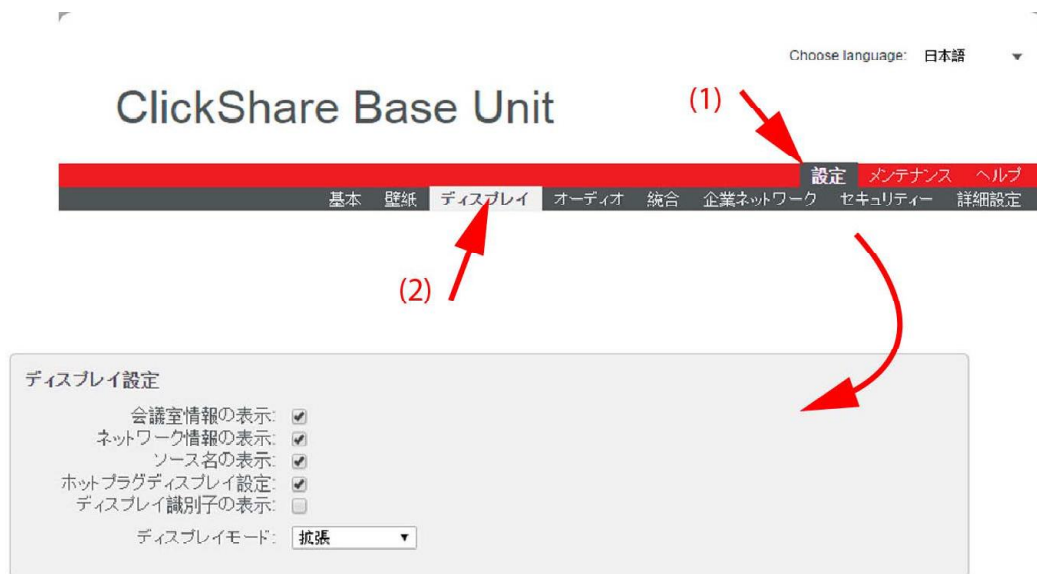 Choose language: 日本語
ClickShare Base Unit
(1)
設定 メンテナンス ヘルプ
基本 壁紙 ディスプレイ オーディオ 統合 企業ネットワーク セキュリティー 詳細設定
(2)
ディスプレイ設定
会議室情報の表示:
ネットワーク情報の表示:
ソース名の表示:
ホットプラグディスプレイ設定:
ディスプレイ識別子の表示:
ディスプレイモード: 拡張